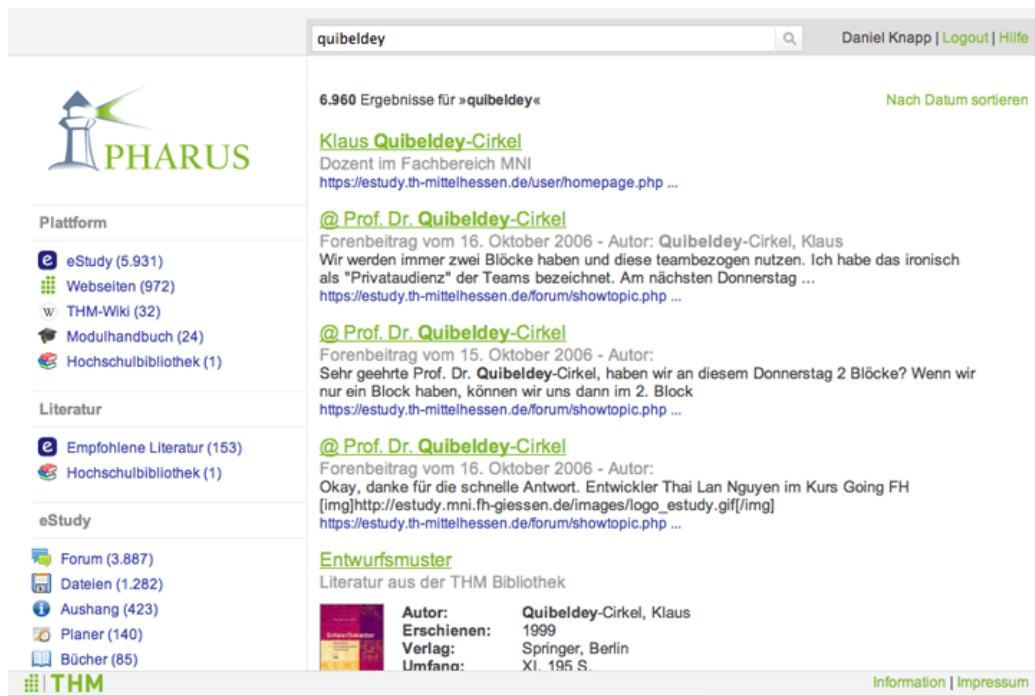 quibeldey
Daniel Knapp | Logout | Hilfe
PHARUS
Plattform
eStudy (5.931)
Webseiten (972)
W THM-Wiki (32)
Modulhandbuch (24)
Hochschulbibliothek (1)
Literatur
Empfohlene Literatur (153)
Hochschulbibliothek (1)
eStudy
Forum (3.887)
Dateien (1.282)
Aushang (423)
Planer (140)
Bücher (85)
6.960 Ergebnisse für »quibeldey«
Nach Datum sortieren
Klaus Quibeldey-Cirkel
Dozent im Fachbereich MNI
https://estudy.th-mittelhessen.de/user/homepage.php ...
@ Prof. Dr. Quibeldey-Cirkel
Forenbeitrag vom 16. Oktober 2006 - Autor: Quibeldey-Cirkel, Klaus
Wir werden immer zwei Blöcke haben und diese teambezogen nutzen. Ich habe das ironisch
als "Privataudienz" der Teams bezeichnet. Am nächsten Donnerstag ...
https://estudy.th-mittelhessen.de/forum/showtopic.php ...
@ Prof. Dr. Quibeldey-Cirkel
Forenbeitrag vom 15. Oktober 2006 - Autor:
Sehr geehrte Prof. Dr. Quibeldey-Cirkel, haben wir an diesem Donnerstag 2 Blöcke? Wenn wir
nur ein Block haben, können wir uns dann im 2. Block
https://estudy.th-mittelhessen.de/forum/showtopic.php ...
@ Prof. Dr. Quibeldey-Cirkel
Forenbeitrag vom 16. Oktober 2006 - Autor:
Okay, danke für die schnelle Antwort. Entwickler Thai Lan Nguyen im Kurs Going FH
[img]http://estudy.mni.fh-giessen.de/images/logo_estudy.gif[/img]
https://estudy.th-mittelhessen.de/forum/showtopic.php ...
Entwurfsmuster
Literatur aus der THM Bibliothek
Entwurfsmuster
Autor: Quibeldey-Cirkel, Klaus
Erschienen: 1999
Verlag: Springer, Berlin
Umfang: XI, 195 S.
THM
Information | Impressum